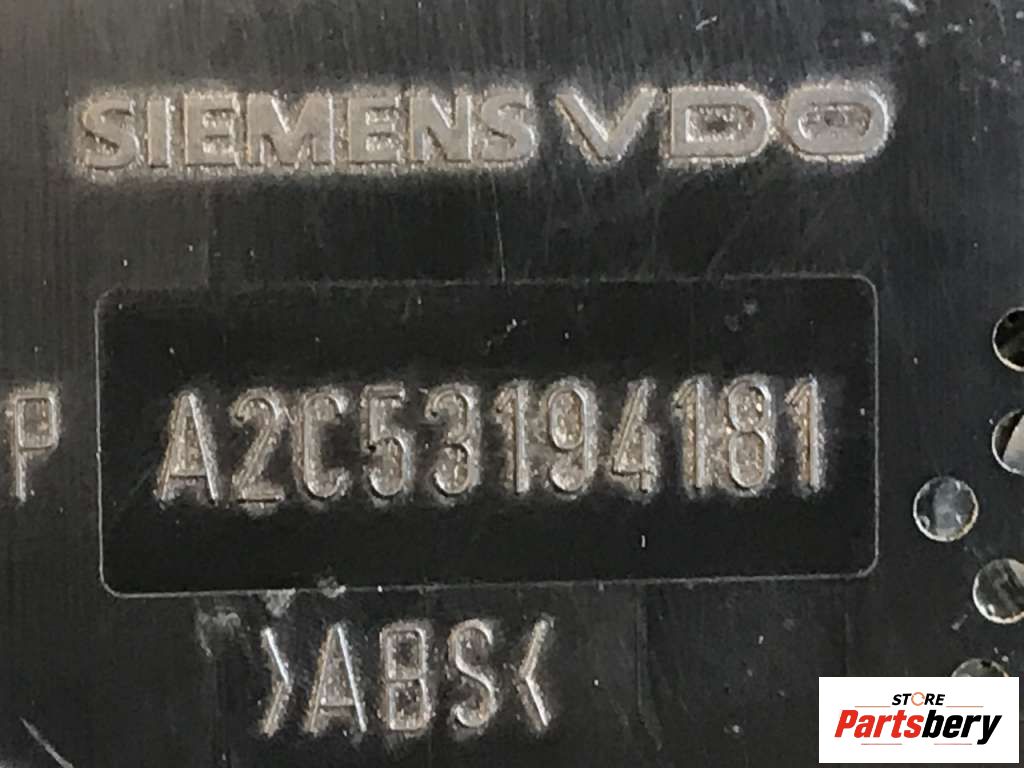 SIEMENS VDO
P A2C53194181
>ABS<
STORE
Partsbery